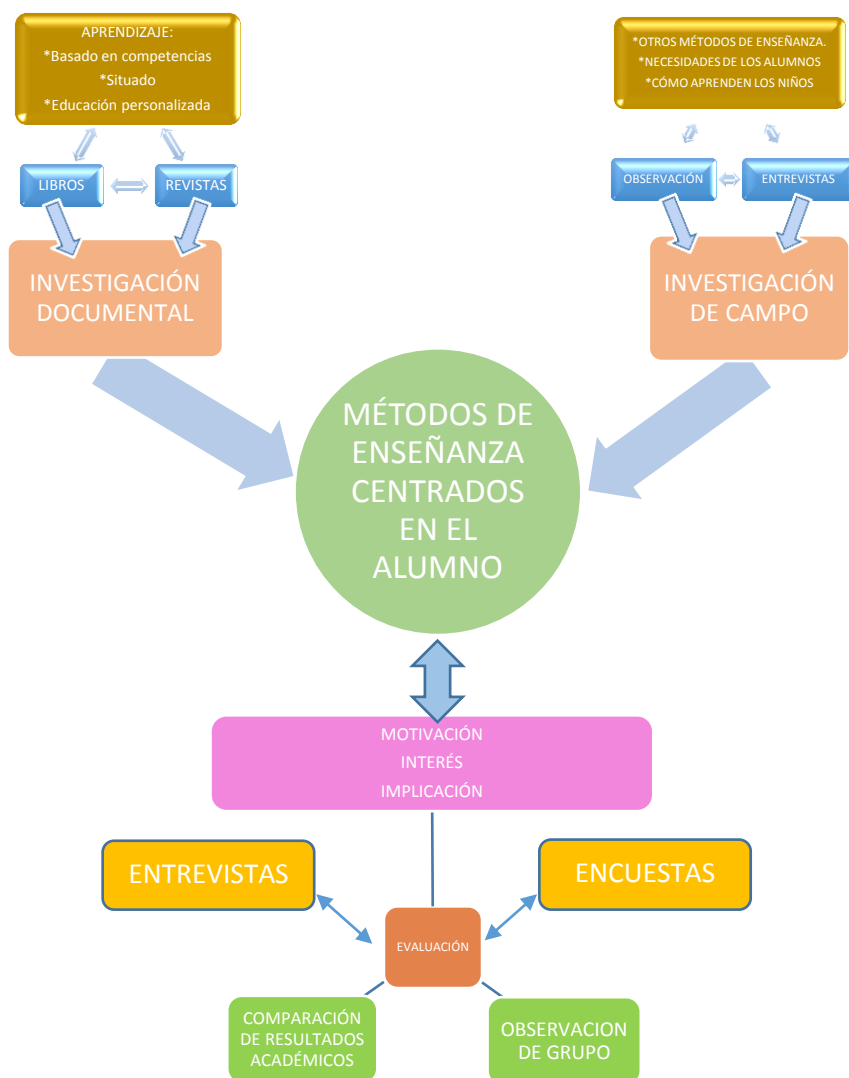 APRENDIZAJE:
*Basado en competencias
*Situado
*Educación personalizada
*OTROS MÉTODOS DE ENSEÑANZA.
*NECESIDADES DE LOS ALUMNOS
*CÓMO APRENDEN LOS NIÑOS
LIBROS
REVISTAS
OBSERVACIÓN
ENTREVISTAS
INVESTIGACIÓN
DOCUMENTAL
INVESTIGACIÓN
DE CAMPO
MÉTODOS DE
ENSEÑANZA
CENTRADOS
EN EL
ALUMNO
MOTIVACIÓN
INTERÉS
IMPLICACIÓN
ENTREVISTAS
ENCUESTAS
EVALUACIÓN
COMPARACIÓN
DE RESULTADOS
ACADÉMICOS
OBSERVACION
DE GRUPO